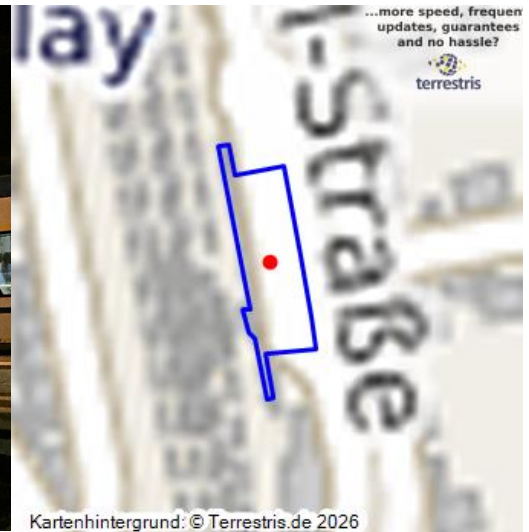 lay
...more speed, frequen
updates, guarantees
and no hassle?
terrestris
l-straße
Kartenhintergrund: © Terrestris.de 2026